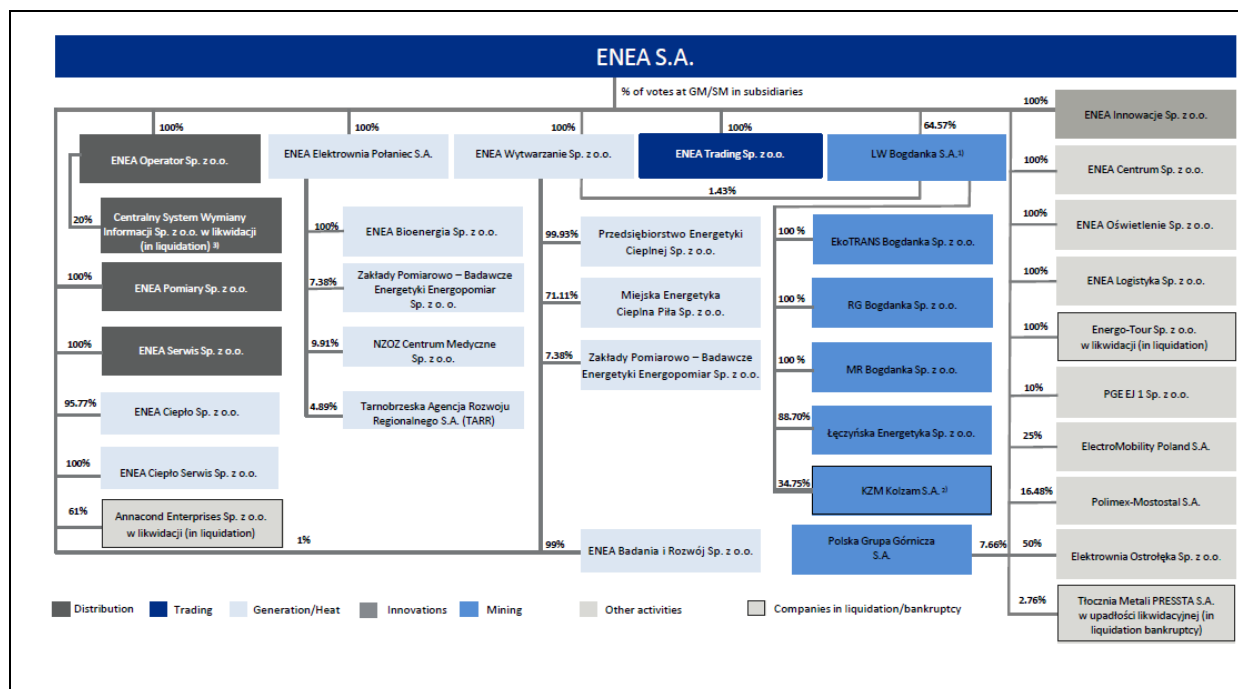 ENEA S.A.
% of votes at GM/SM in subsidiaries
100%
ENEA Operator Sp. z o.o.
100%
ENEA Elektrownia Połaniec S.A.
100%
ENEA Wytwarzanie Sp. z o.o.
100%
ENEA Trading Sp. z o.o.
64.57%
LW Bogdanka S.A.¹⁾
1.43%
20%
Centralny System Wymiany
Informacji Sp. z o.o. w likwidacji
(in liquidation) ³⁾
100%
ENEA Pomiary Sp. z o.o.
100%
ENEA Serwis Sp. z o.o.
95.77%
ENEA Ciepło Sp. z o.o.
100%
ENEA Ciepło Serwis Sp. z o.o.
61%
Annacond Enterprises Sp. z o.o.
w likwidacji (in liquidation)
1%
100%
ENEA Bioenergia Sp. z o.o.
7.38%
Zakłady Pomiarowo – Badawcze
Energetyki Energopomiar
Sp. z o. o.
9.91%
NZOZ Centrum Medyczne
Sp. z o.o.
4.89%
Tarnobrzeska Agencja Rozwoju
Regionalnego S.A. (TARR)
99.93%
Przedsiębiorstwo Energetyki
Cieplnej Sp. z o.o.
71.11%
Miejska Energetyka
Cieplna Piła Sp. z o.o.
7.38%
Zakłady Pomiarowo – Badawcze
Energetyki Energopomiar Sp. z o.o.
99%
ENEA Badania i Rozwój Sp. z o.o.
100 %
EkoTRANS Bogdanka Sp. z o.o.
100 %
RG Bogdanka Sp. z o.o.
100 %
MR Bogdanka Sp. z o.o.
88.70%
Łęczyńska Energetyka Sp. z o.o.
34.75%
KZM Kolzam S.A. ²⁾
Polska Grupa Górnicza
S.A.
7.66%
100%
ENEA Innowacje Sp. z o.o.
100%
ENEA Centrum Sp. z o.o.
100%
ENEA Oświetlenie Sp. z o.o.
100%
ENEA Logistyka Sp. z o.o.
100%
Energo-Tour Sp. z o.o.
w likwidacji (in liquidation)
10%
PGE EJ 1 Sp. z o.o.
25%
ElectroMobility Poland S.A.
16.48%
Polimex-Mostostal S.A.
50%
Elektrownia Ostrołęka Sp. z o.o.
2.76%
Tłocznia Metali PRESSTA S.A.
w upadłości likwidacyjnej (in
liquidation bankruptcy)
Distribution
Trading
Generation/Heat
Innovations
Mining
Other activities
Companies in liquidation/bankruptcy